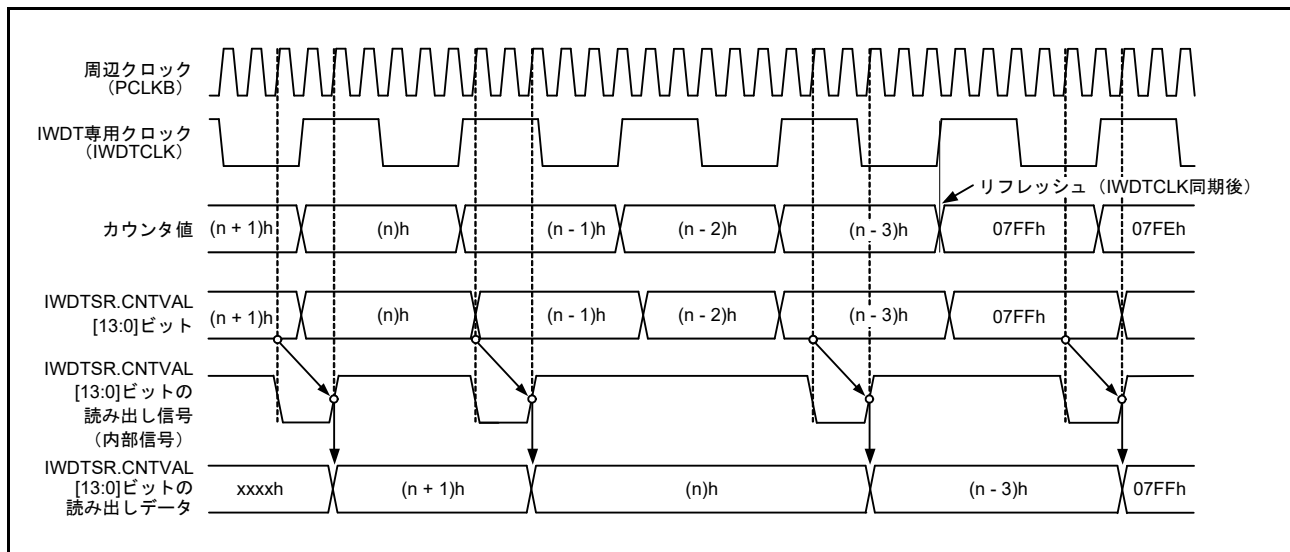 周辺クロック
（PCLKB）
IWDT専用クロック
（IWDTCLK）
リフレッシュ（IWDTCLK同期後）
カウンタ値
(n + 1)h
(n)h
(n - 1)h
(n - 2)h
(n - 3)h
07FFh
07FEh
IWDTSR.CNTVAL
[13:0]ビット
(n + 1)h
(n)h
(n - 1)h
(n - 2)h
(n - 3)h
07FFh
IWDTSR.CNTVAL
[13:0]ビットの
読み出し信号
（内部信号）
IWDTSR.CNTVAL
[13:0]ビットの
読み出しデータ
xxxxh
(n + 1)h
(n)h
(n - 3)h
07FFh